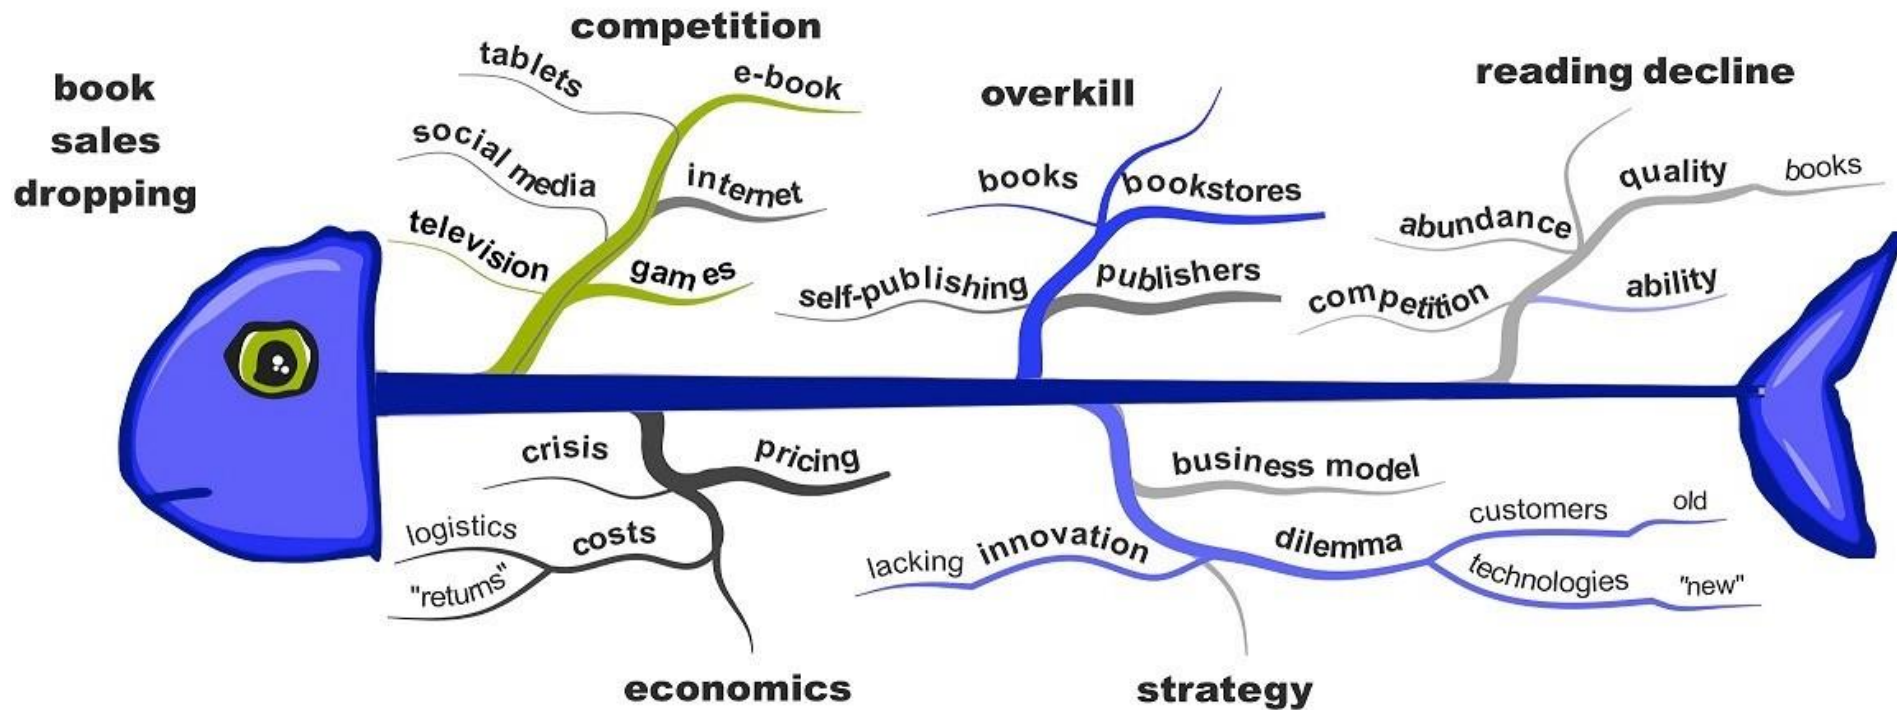 book
sales
dropping
competition
tablets
e-book
social media
internet
television
games
overkill
books
bookstores
self-publishing
publishers
reading decline
quality
books
abundance
competition
ability
crisis
pricing
logistics
costs
"returns"
economics
business model
lacking
innovation
dilemma
customers
old
technologies
"new"
strategy